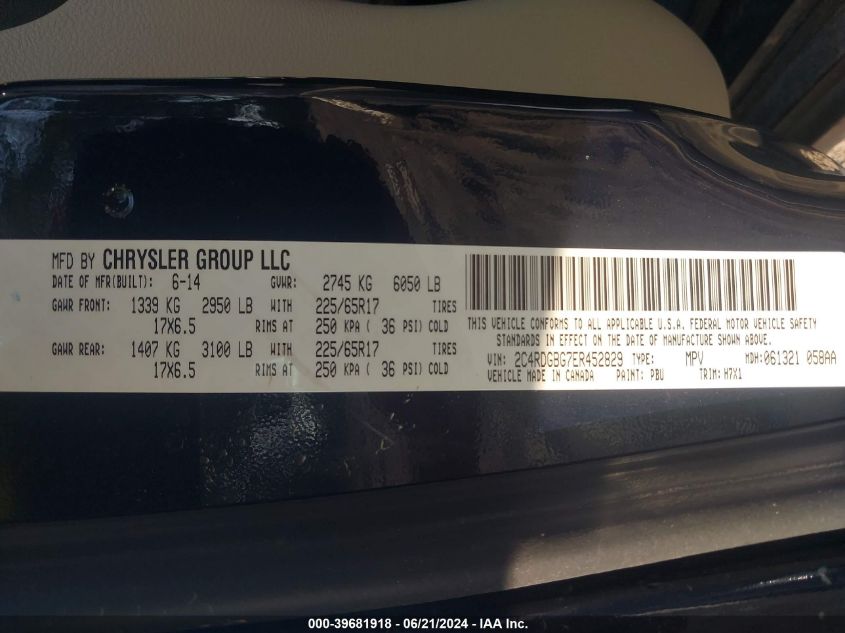 MFD BY CHRYSLER GROUP LLC
DATE OF MFR(BUILT): 6-14 GVWR: 2745 KG 6050 LB
GAWR FRONT: 1339 KG 2950 LB WITH 225/65R17 TIRES
17X6.5 RIMS AT 250 KPA ( 36 PSI) COLD
GAWR REAR: 1407 KG 3100 LB WITH 225/65R17 TIRES
17X6.5 RIMS AT 250 KPA ( 36 PSI) COLD
THIS VEHICLE CONFORMS TO ALL APPLICABLE U.S.A. FEDERAL MOTOR VEHICLE SAFETY
STANDARDS IN EFFECT ON THE DATE OF MANUFACTURE SHOWN ABOVE.
VIN: 2C4RDGBG7ER452829 TYPE: MPV MDH: 061321 058AA
VEHICLE MADE IN CANADA PAINT: PBU TRIM: H7X1
000-39681918 - 06/21/2024 - IAA Inc.